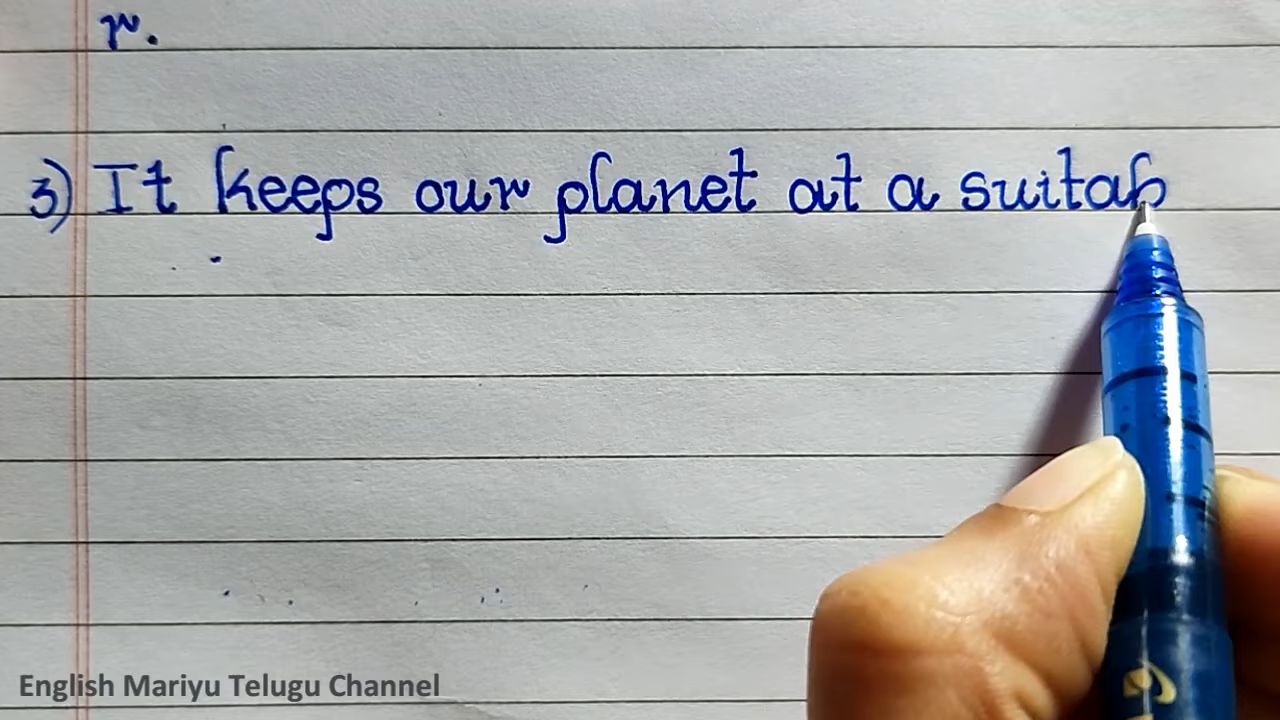 r.
3) It keeps our planet at a suitab
English Mariyu Telugu Channel